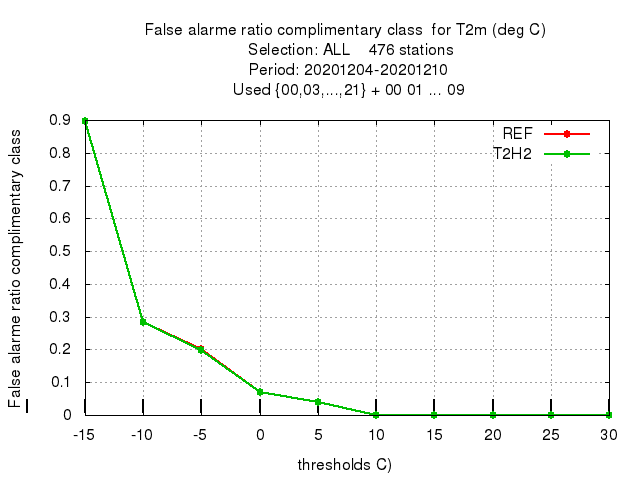 False alarme ratio complimentary class for T2m (deg C)
Selection: ALL 476 stations
Period: 20201204-20201210
Used {00,03,...,21} + 00 01 ... 09
REF
T2H2
False alarme ratio complimentary class
0.9
0.8
0.7
0.6
0.5
0.4
0.3
0.2
0.1
0
-15 -10 -5 0 5 10 15 20 25 30
thresholds C)